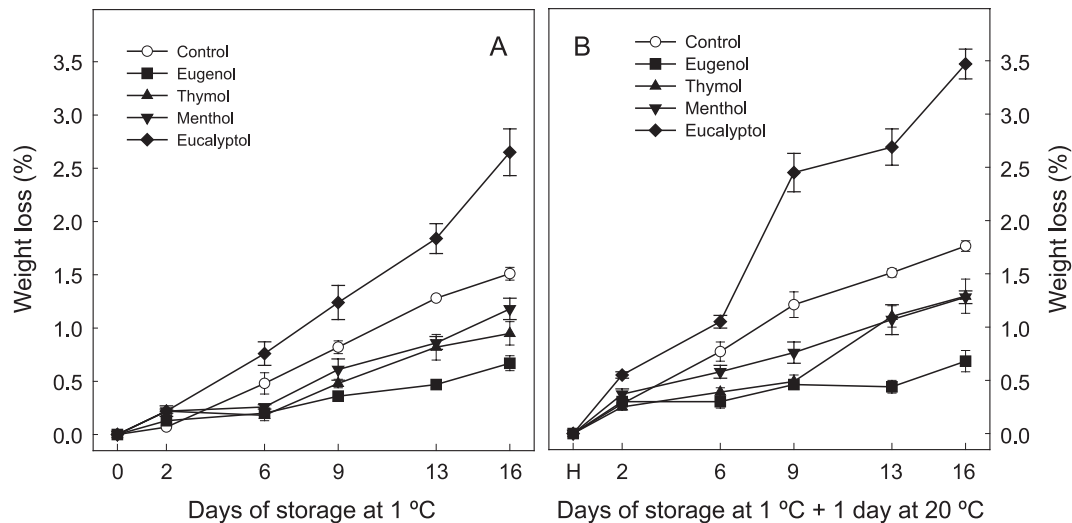 A
Control
Eugenol
Thymol
Menthol
Eucalyptol
3.5
3.0
2.5
2.0
1.5
1.0
0.5
0.0
Weight loss (%)
0 2 6 9 13 16
Days of storage at 1 ºC
B
Control
Eugenol
Thymol
Menthol
Eucalyptol
3.5
3.0
2.5
2.0
1.5
1.0
0.5
0.0
Weight loss (%)
H 2 6 9 13 16
Days of storage at 1 ºC + 1 day at 20 ºC